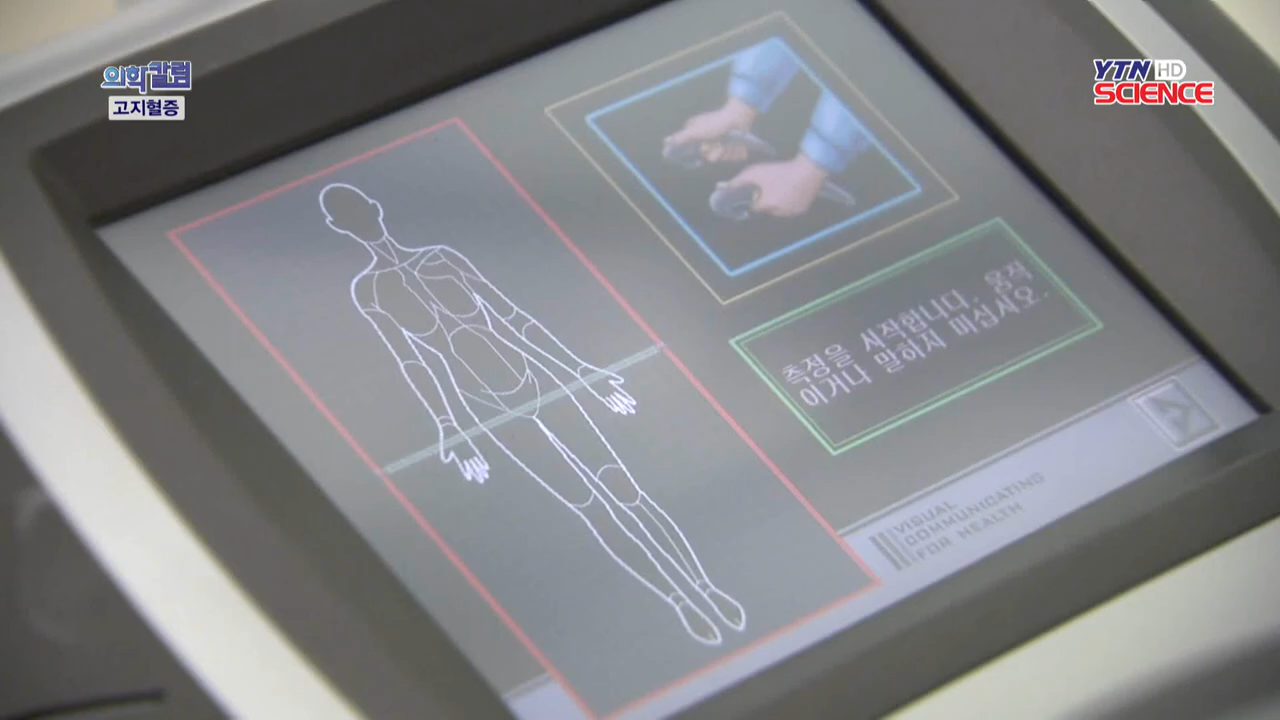 의학칼럼
고지혈증
YTN HD
SCIENCE
측정을 시작합니다. 움직
이거나 말하지 마십시오.
VISUAL
COMMUNICATING
FOR HEALTH